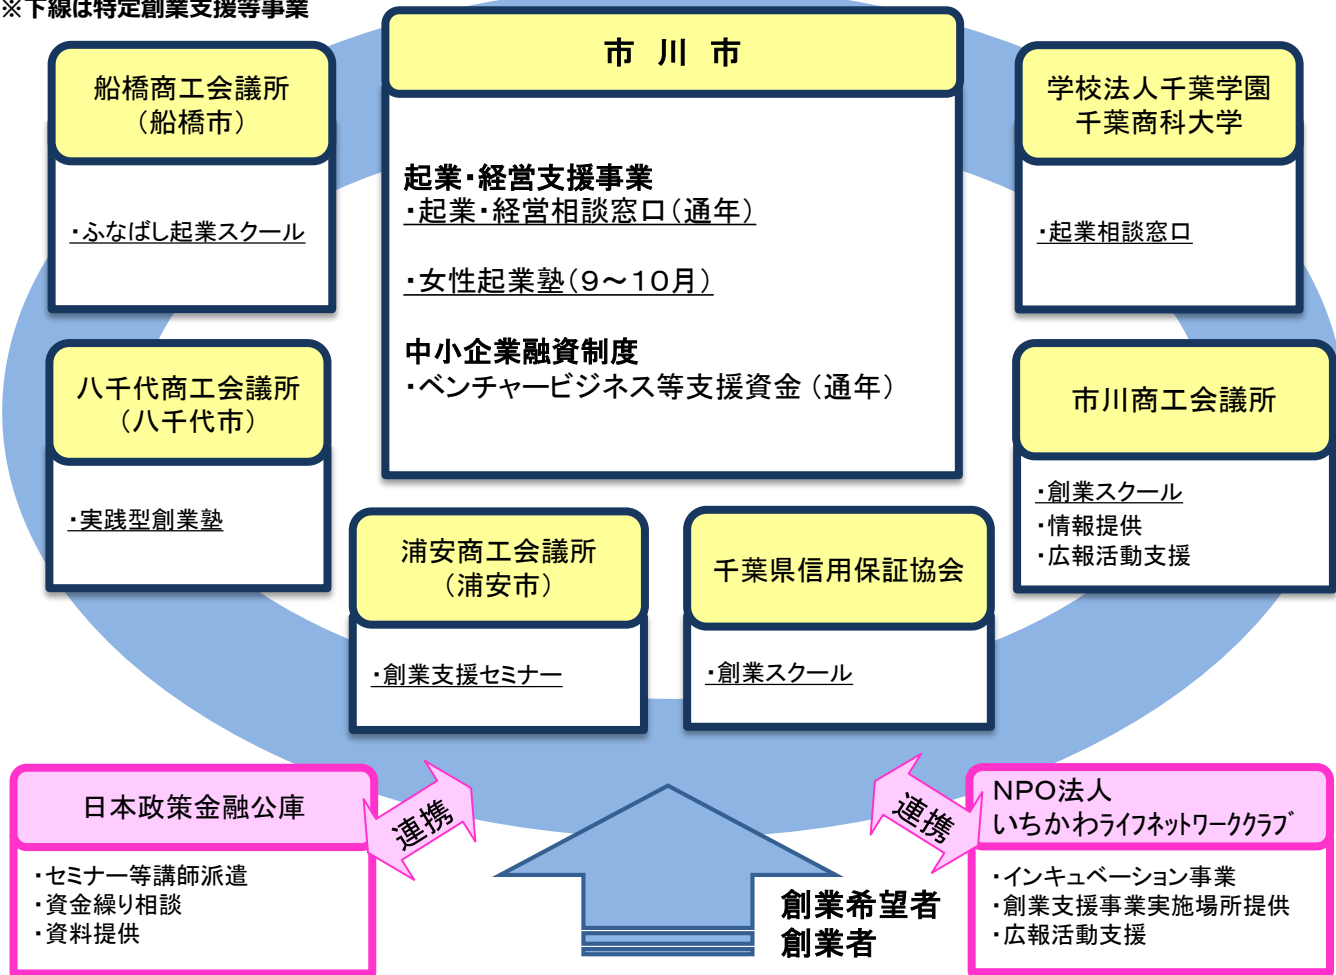 ※下線は特定創業支援等事業
市 川 市
起業・経営支援事業
・起業・経営相談窓口（通年）
・女性起業塾（９～１０月）
中小企業融資制度
・ベンチャービジネス等支援資金（通年）
船橋商工会議所
（船橋市）
・ふなばし起業スクール
学校法人千葉学園
千葉商科大学
・起業相談窓口
八千代商工会議所
（八千代市）
・実践型創業塾
市川商工会議所
・創業スクール
・情報提供
・広報活動支援
浦安商工会議所
（浦安市）
・創業支援セミナー
千葉県信用保証協会
・創業スクール
日本政策金融公庫
・セミナー等講師派遣
・資金繰り相談
・資料提供
連携
連携
NPO法人
いちかわﾗｲﾌﾈｯﾄﾜｰｸｸﾗﾌﾞ
・インキュベーション事業
・創業支援事業実施場所提供
・広報活動支援
創業希望者
創業者